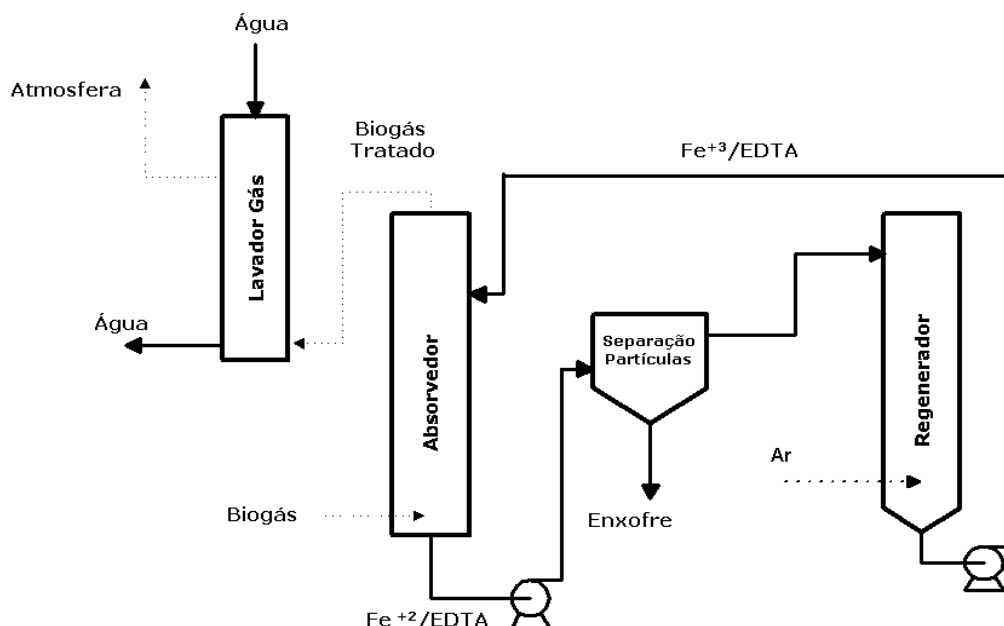 Água
Atmosfera
Biogás
Tratado
Fe+3/EDTA
Lavador Gás
Água
Absorvedor
Separação
Partículas
Regenerador
Ar
Biogás
Enxofre
Fe +2/EDTA